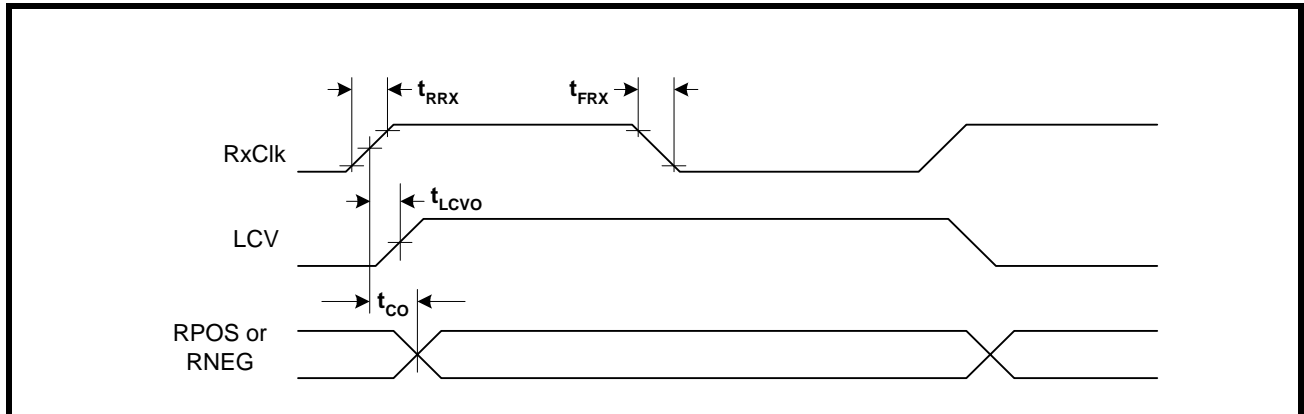 tRRX
tFRX
RxClk
tLCVO
LCV
tCO
RPOS or
RNEG